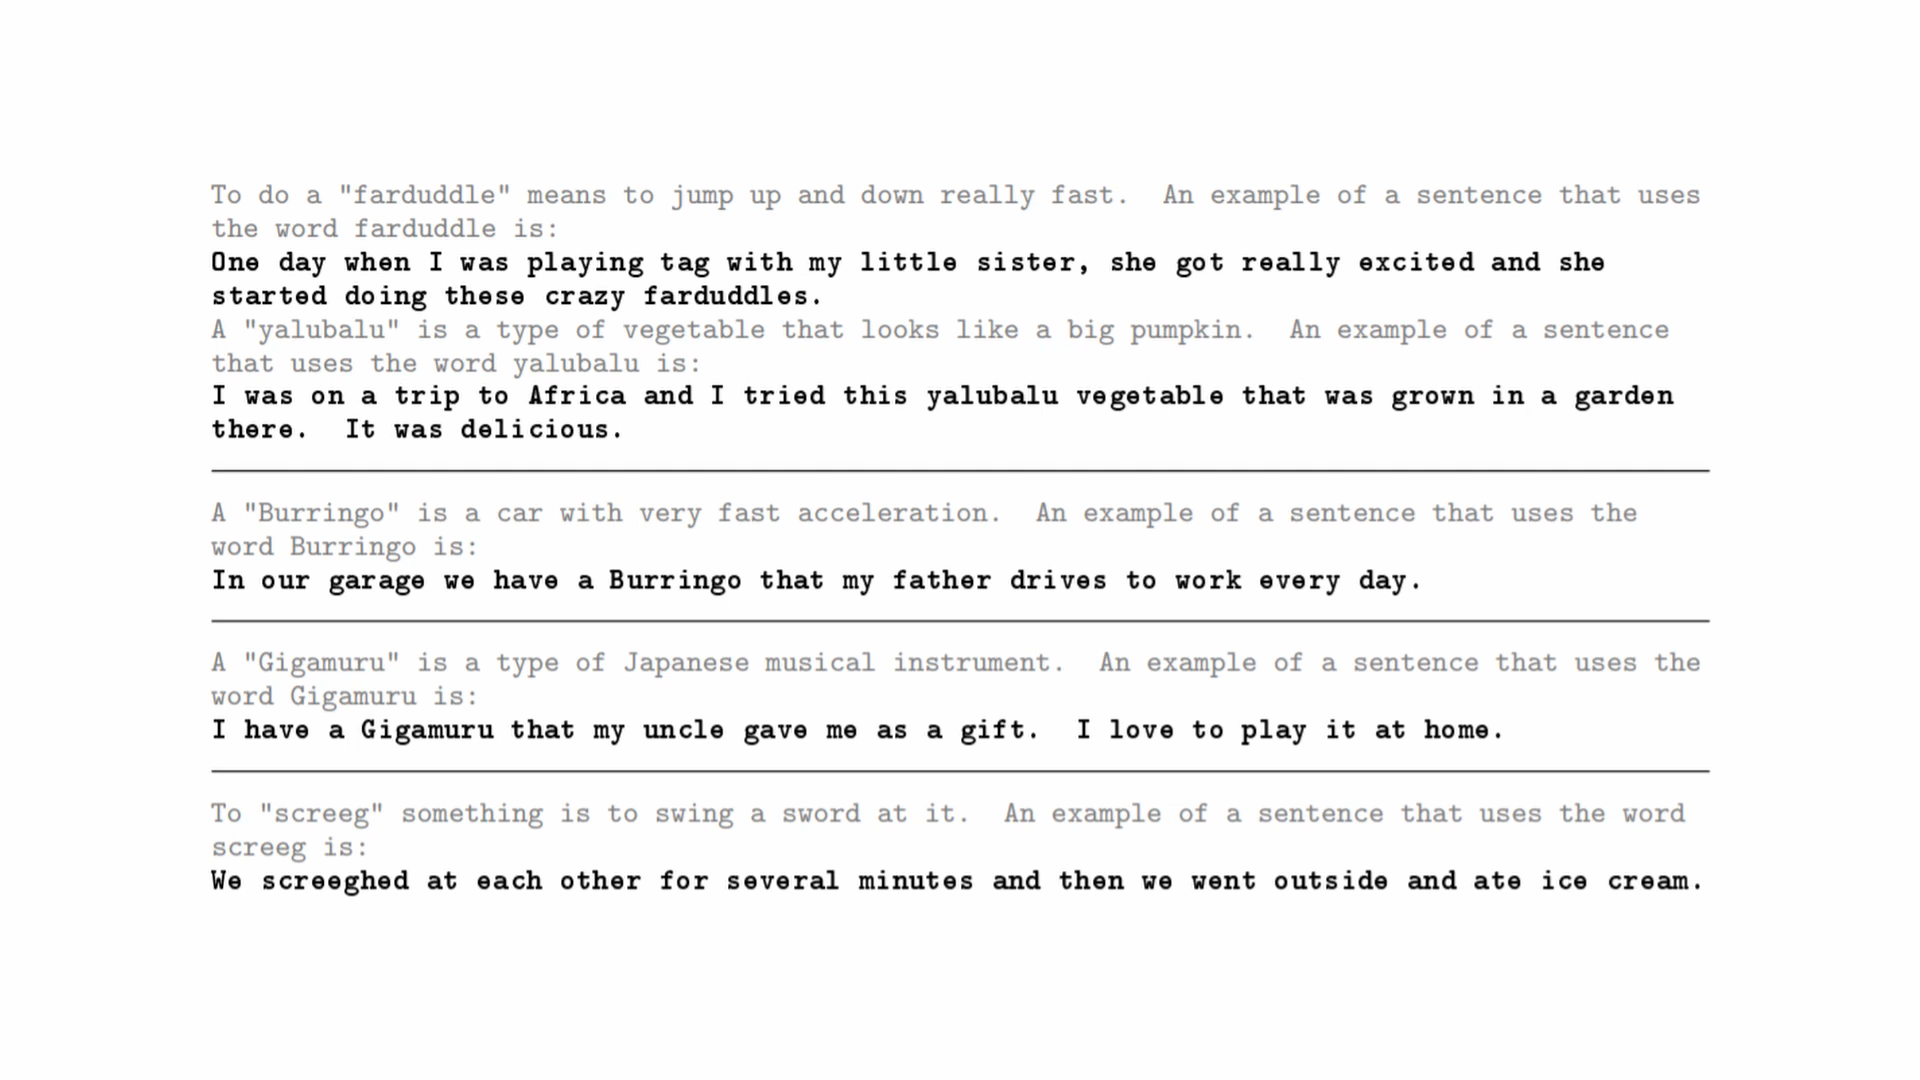 To do a "farduddle" means to jump up and down really fast.  An example of a sentence that uses
the word farduddle is:
One day when I was playing tag with my little sister, she got really excited and she
started doing these crazy farduddles.
A "yalubalu" is a type of vegetable that looks like a big pumpkin.  An example of a sentence
that uses the word yalubalu is:
I was on a trip to Africa and I tried this yalubalu vegetable that was grown in a garden
there.  It was delicious.
A "Burringo" is a car with very fast acceleration.  An example of a sentence that uses the
word Burringo is:
In our garage we have a Burringo that my father drives to work every day.
A "Gigamuru" is a type of Japanese musical instrument.  An example of a sentence that uses the
word Gigamuru is:
I have a Gigamuru that my uncle gave me as a gift.  I love to play it at home.
To "screeg" something is to swing a sword at it.  An example of a sentence that uses the word
screeg is:
We screeghed at each other for several minutes and then we went outside and ate ice cream.